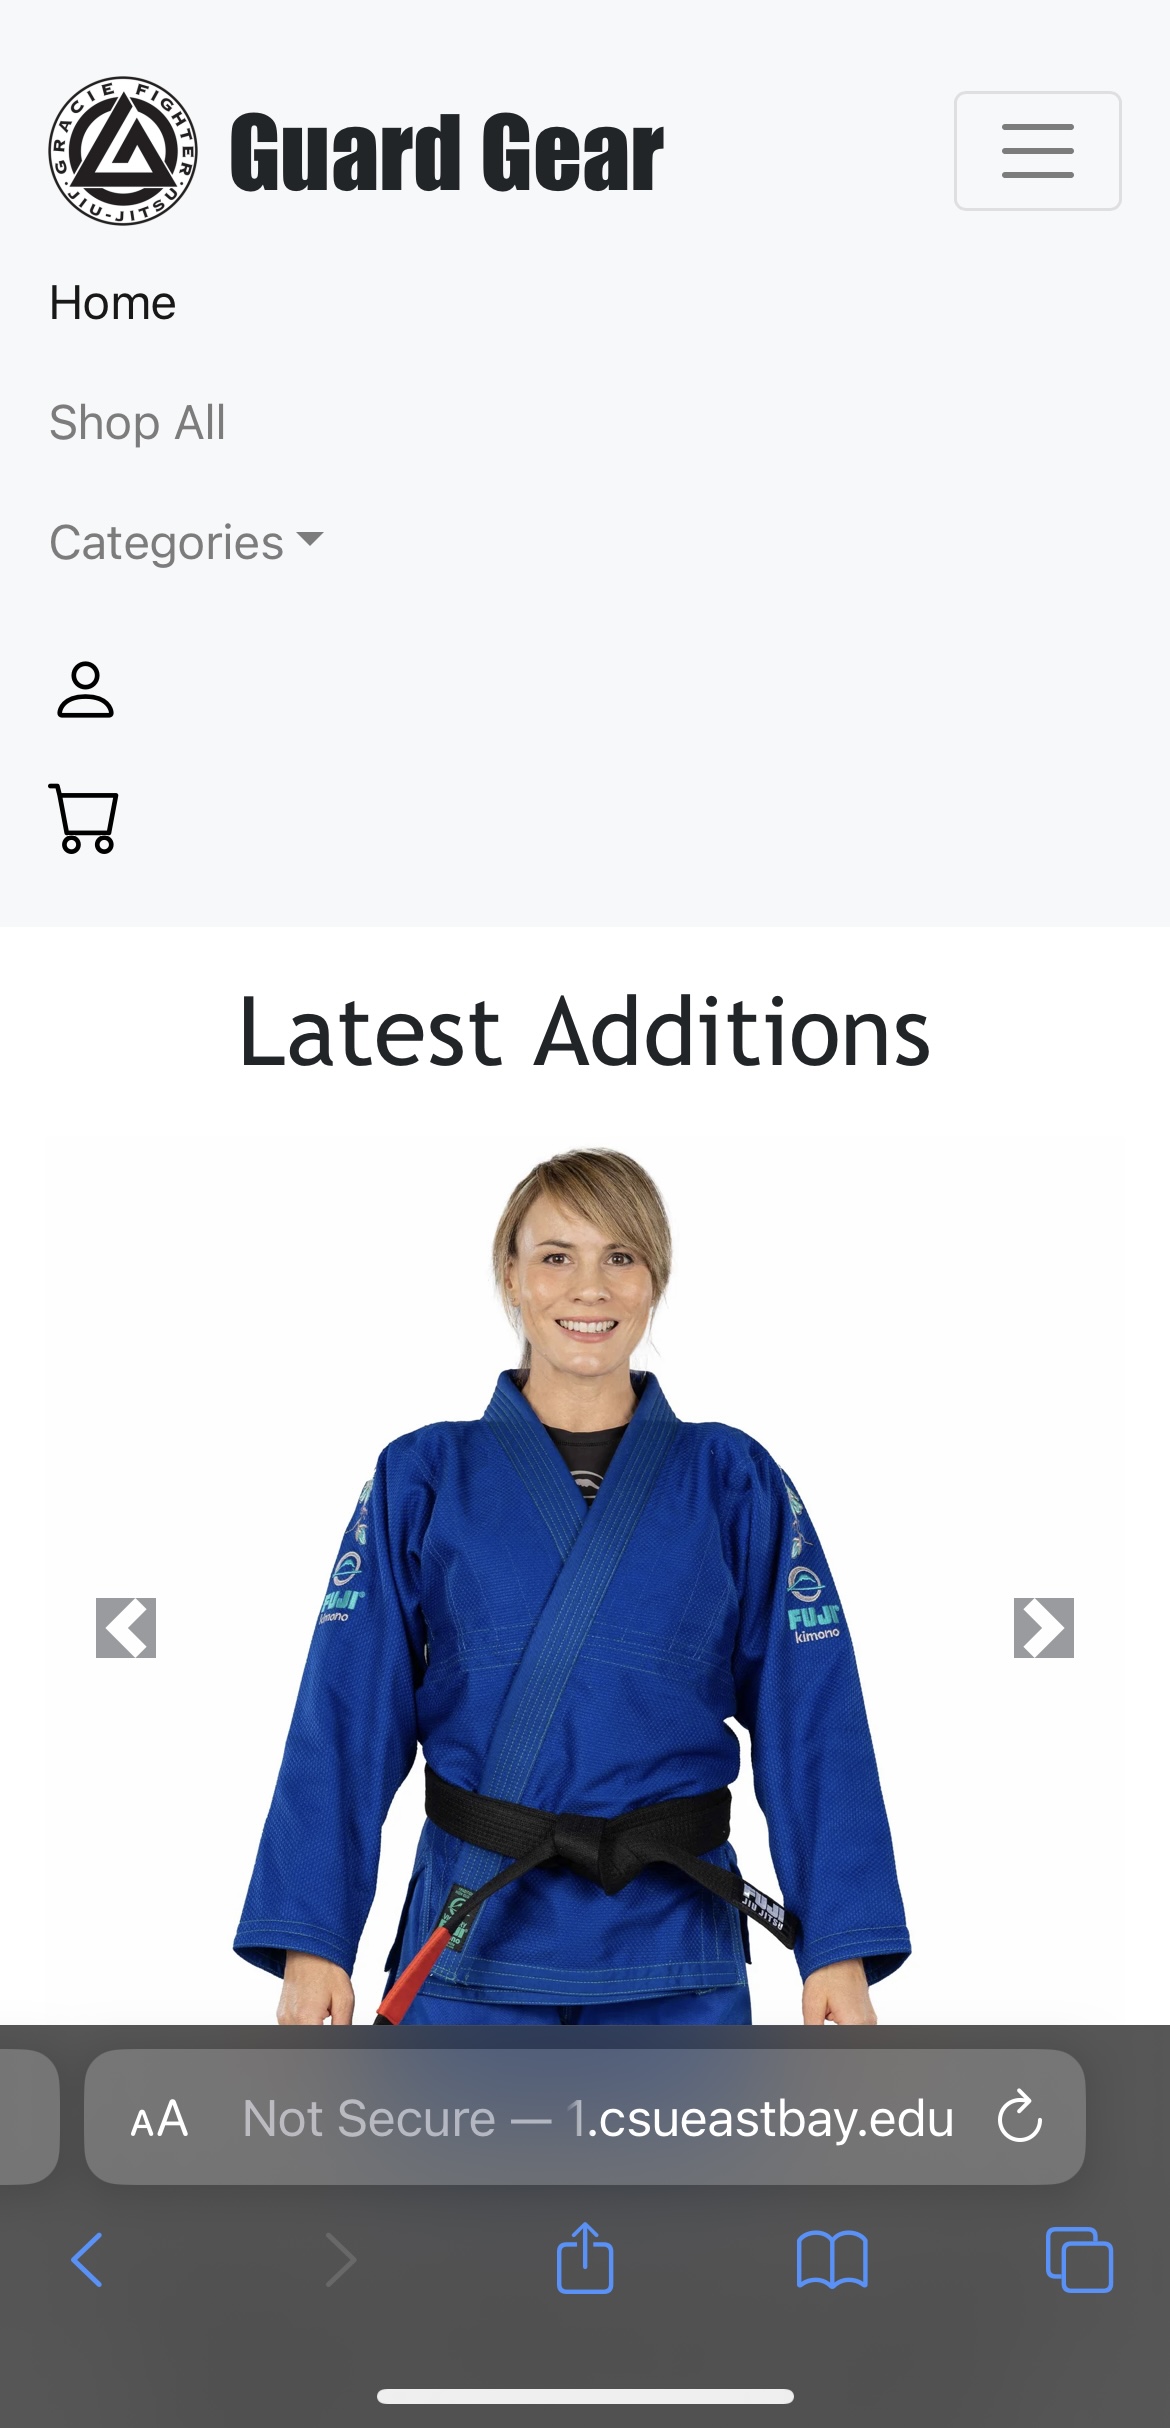 GRACIE FIGHTER
· JIU-JITSU ·
Guard Gear
Home
Shop All
Categories
Latest Additions
FUJI
kimono
FUJI
kimono
FUJI
JIU JITSU
AA
Not Secure — 1.csueastbay.edu